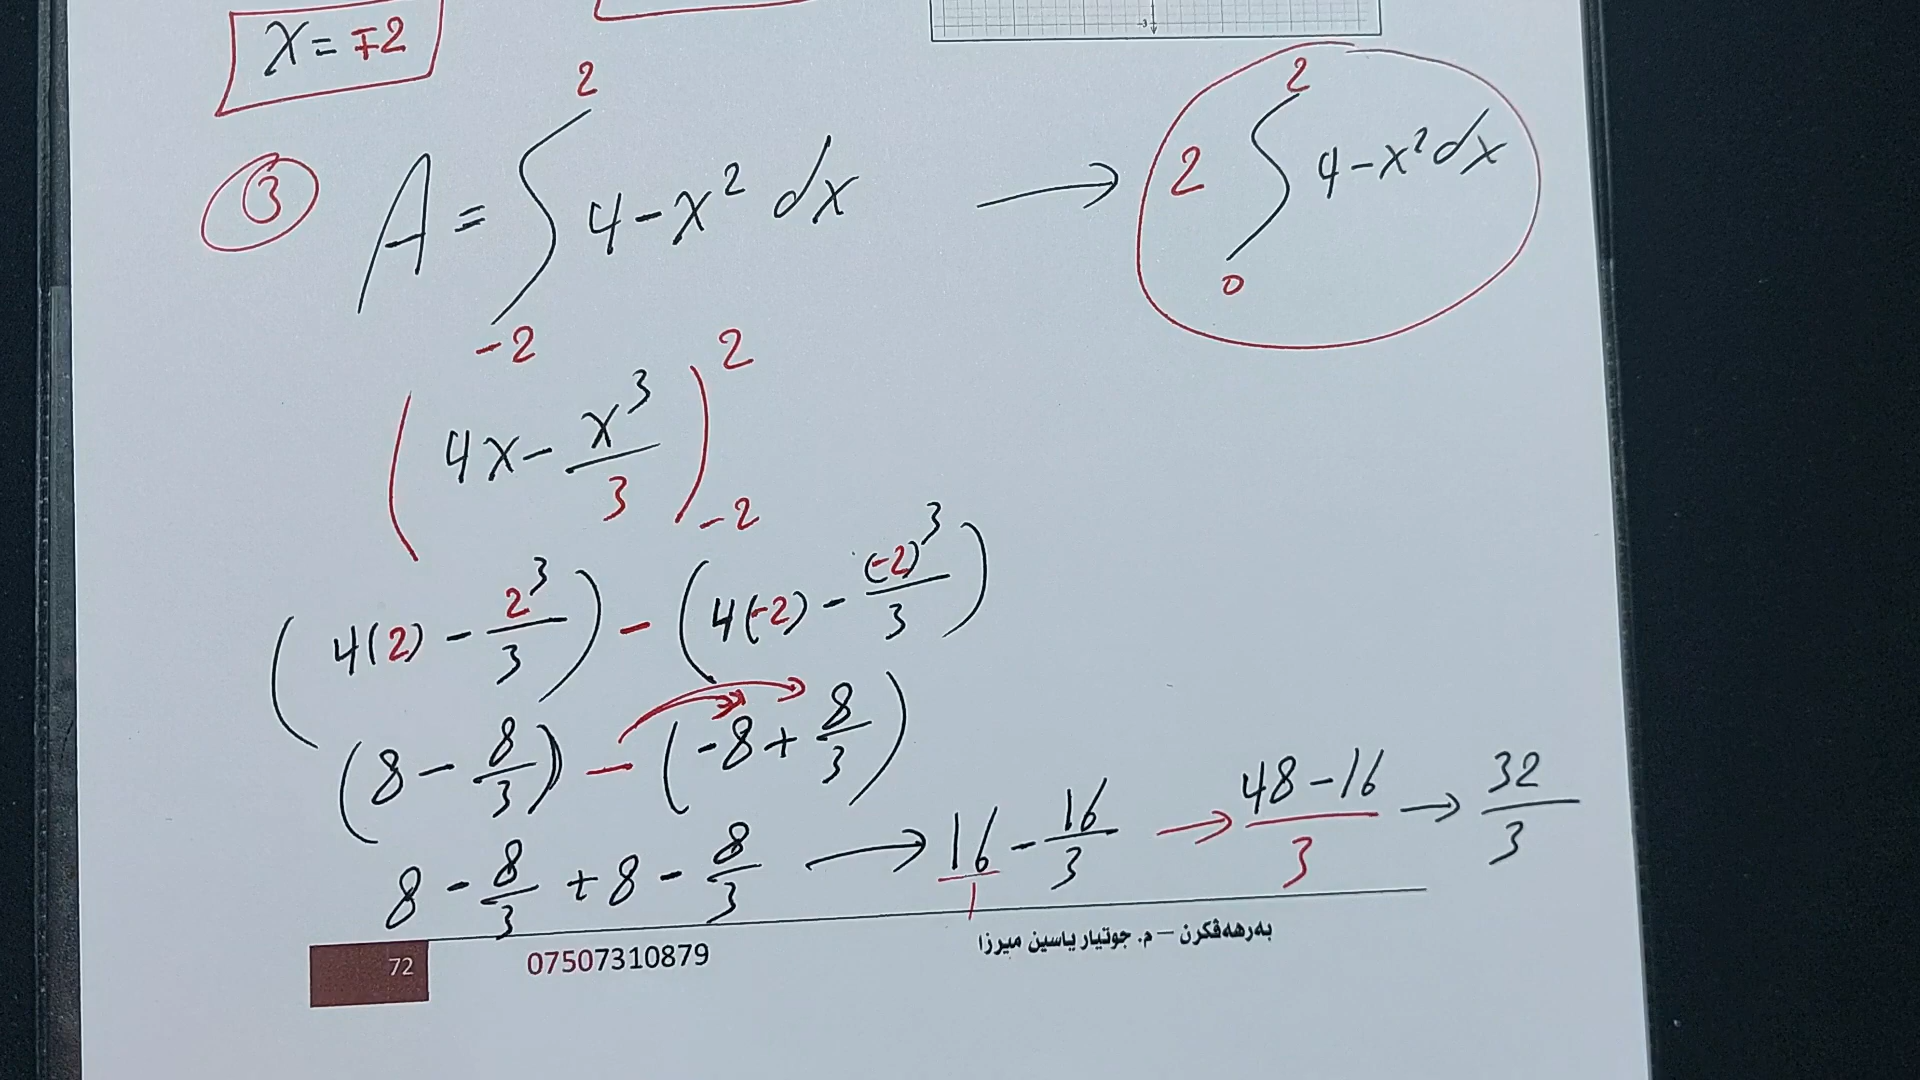 -3
x = ∓2
③ A = ∫_{-2}^{2} 4 - x² dx → 2 ∫_{0}^{2} 4 - x² dx
(4x - x³/3)_{-2}^{2}
(4(2) - 2³/3) - (4(-2) - (-2)³/3)
(8 - 8/3) - (-8 + 8/3)
8 - 8/3 + 8 - 8/3 → 16/1 - 16/3 → (48 - 16)/3 → 32/3
بەرهەڤکرن – م. جوتیار یاسین میرزا
07507310879
72